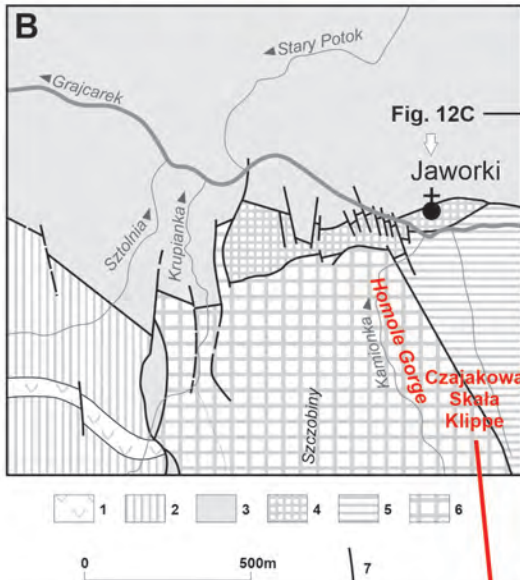 B
Stary Potok
Grajcarek
Fig. 12C
Jaworki
Sztolnia
Krupianka
Homole Gorge
Kamionka
Czajakowa
Skała
Klippe
Szczobiny
1 2 3 4 5 6
0 500m 7